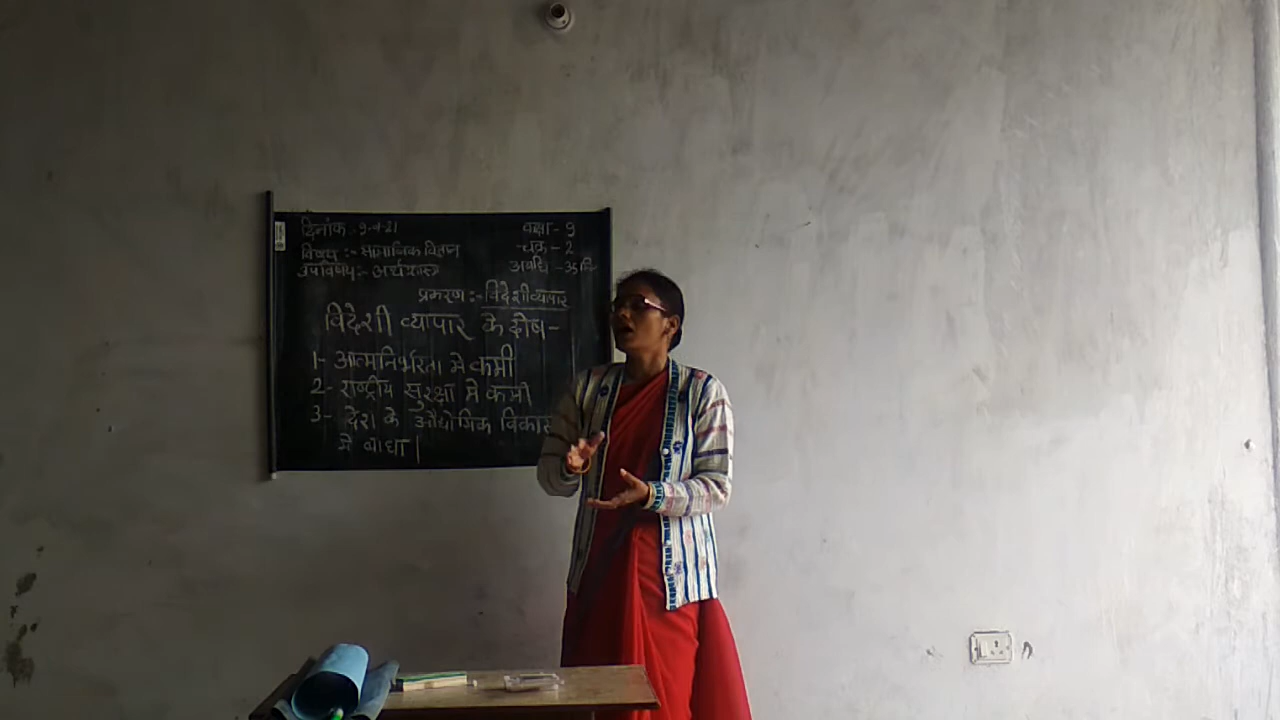 दिनांक :9-4-21
कक्षा - 9
विषय :- सामाजिक विज्ञान
चक्र - 2
उपविषय :- अर्थशास्त्र
अवधि - 35 मि
प्रकरण :- विदेशी व्यापार
विदेशी व्यापार के दोष -
1- आत्मनिर्भरता मे कमी
2- राष्ट्रीय सुरक्षा मे कमी
3- देश के औद्योगिक विकास
मे बाधा|